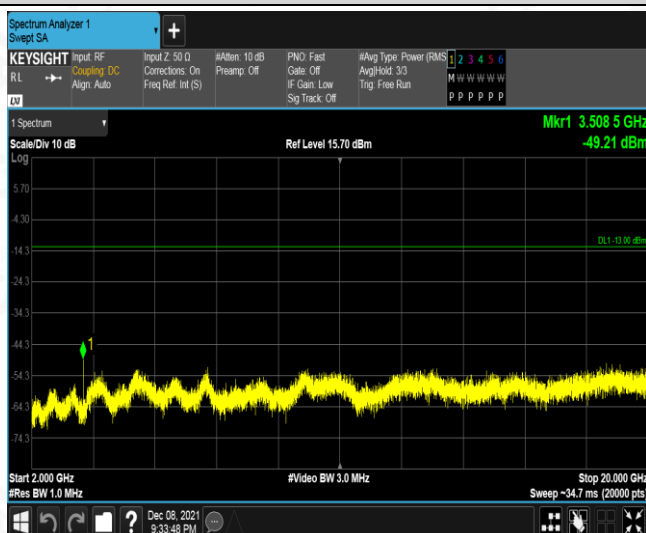 Spectrum Analyzer 1
Swept SA
KEYSIGHT Input: RF Input Z: 50 Ω #Atten: 10 dB PNO: Fast #Avg Type: Power (RMS 1 2 3 4 5 6
RL Coupling: DC Corrections: On Preamp: Off Gate: Off Avg|Hold: 3/3 M W W W W W
Align: Auto Freq Ref: Int (S) IF Gain: Low Trig: Free Run
Sig Track: Off P P P P P P
LXI
1 Spectrum Mkr1 3.508 5 GHz
Scale/Div 10 dB Ref Level 15.70 dBm -49.21 dBm
Log
5.70
-4.30
DL1 -13.00 dBm
-14.3
-24.3
-34.3
-44.3
1
-54.3
-64.3
-74.3
Start 2.000 GHz #Video BW 3.0 MHz Stop 20.000 GHz
#Res BW 1.0 MHz Sweep ~34.7 ms (20000 pts)
? Dec 08, 2021
9:33:48 PM